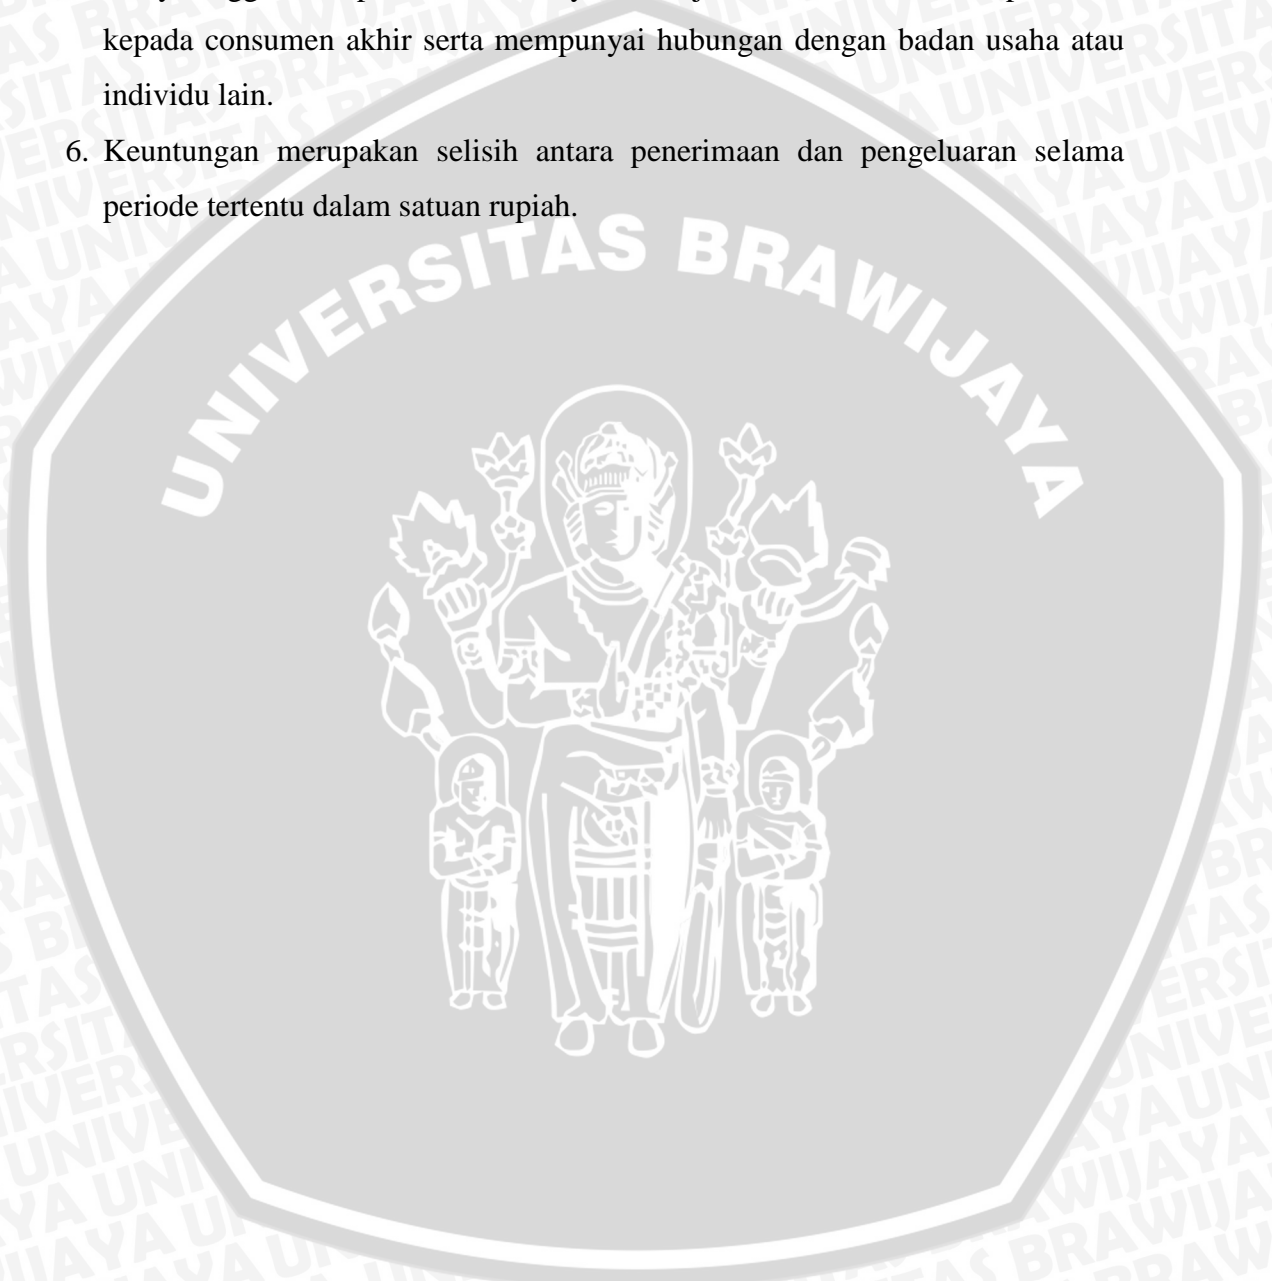 kepada consumen akhir serta mempunyai hubungan dengan badan usaha atau
individu lain.
6. Keuntungan merupakan selisih antara penerimaan dan pengeluaran selama
periode tertentu dalam satuan rupiah.
UNIVERSITAS BRAWIJAYA